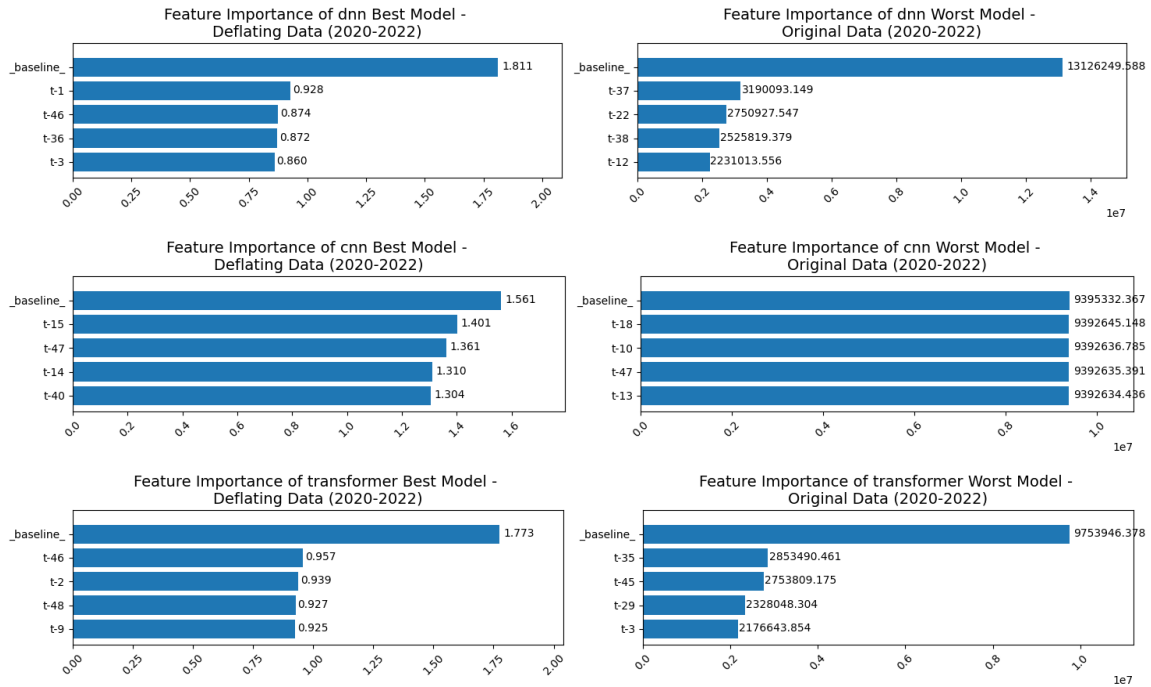 Feature Importance of dnn Best Model -
Deflating Data (2020-2022)
_baseline_
1.811
t-1
0.928
t-46
0.874
t-36
0.872
t-3
0.860
0.00
0.25
0.50
0.75
1.00
1.25
1.50
1.75
2.00
Feature Importance of dnn Worst Model -
Original Data (2020-2022)
_baseline_
13126249.588
t-37
3190093.149
t-22
2750927.547
t-38
2525819.379
t-12
2231013.556
0.0
0.2
0.4
0.6
0.8
1.0
1.2
1.4
1e7
Feature Importance of cnn Best Model -
Deflating Data (2020-2022)
_baseline_
1.561
t-15
1.401
t-47
1.361
t-14
1.310
t-40
1.304
0.0
0.2
0.4
0.6
0.8
1.0
1.2
1.4
1.6
Feature Importance of cnn Worst Model -
Original Data (2020-2022)
_baseline_
9395332.367
t-18
9392645.148
t-10
9392636.785
t-47
9392635.391
t-13
9392634.436
0.0
0.2
0.4
0.6
0.8
1.0
1e7
Feature Importance of transformer Best Model -
Deflating Data (2020-2022)
_baseline_
1.773
t-46
0.957
t-2
0.939
t-48
0.927
t-9
0.925
0.00
0.25
0.50
0.75
1.00
1.25
1.50
1.75
2.00
Feature Importance of transformer Worst Model -
Original Data (2020-2022)
_baseline_
9753946.378
t-35
2853490.461
t-45
2753809.175
t-29
2328048.304
t-3
2176643.854
0.0
0.2
0.4
0.6
0.8
1.0
1e7